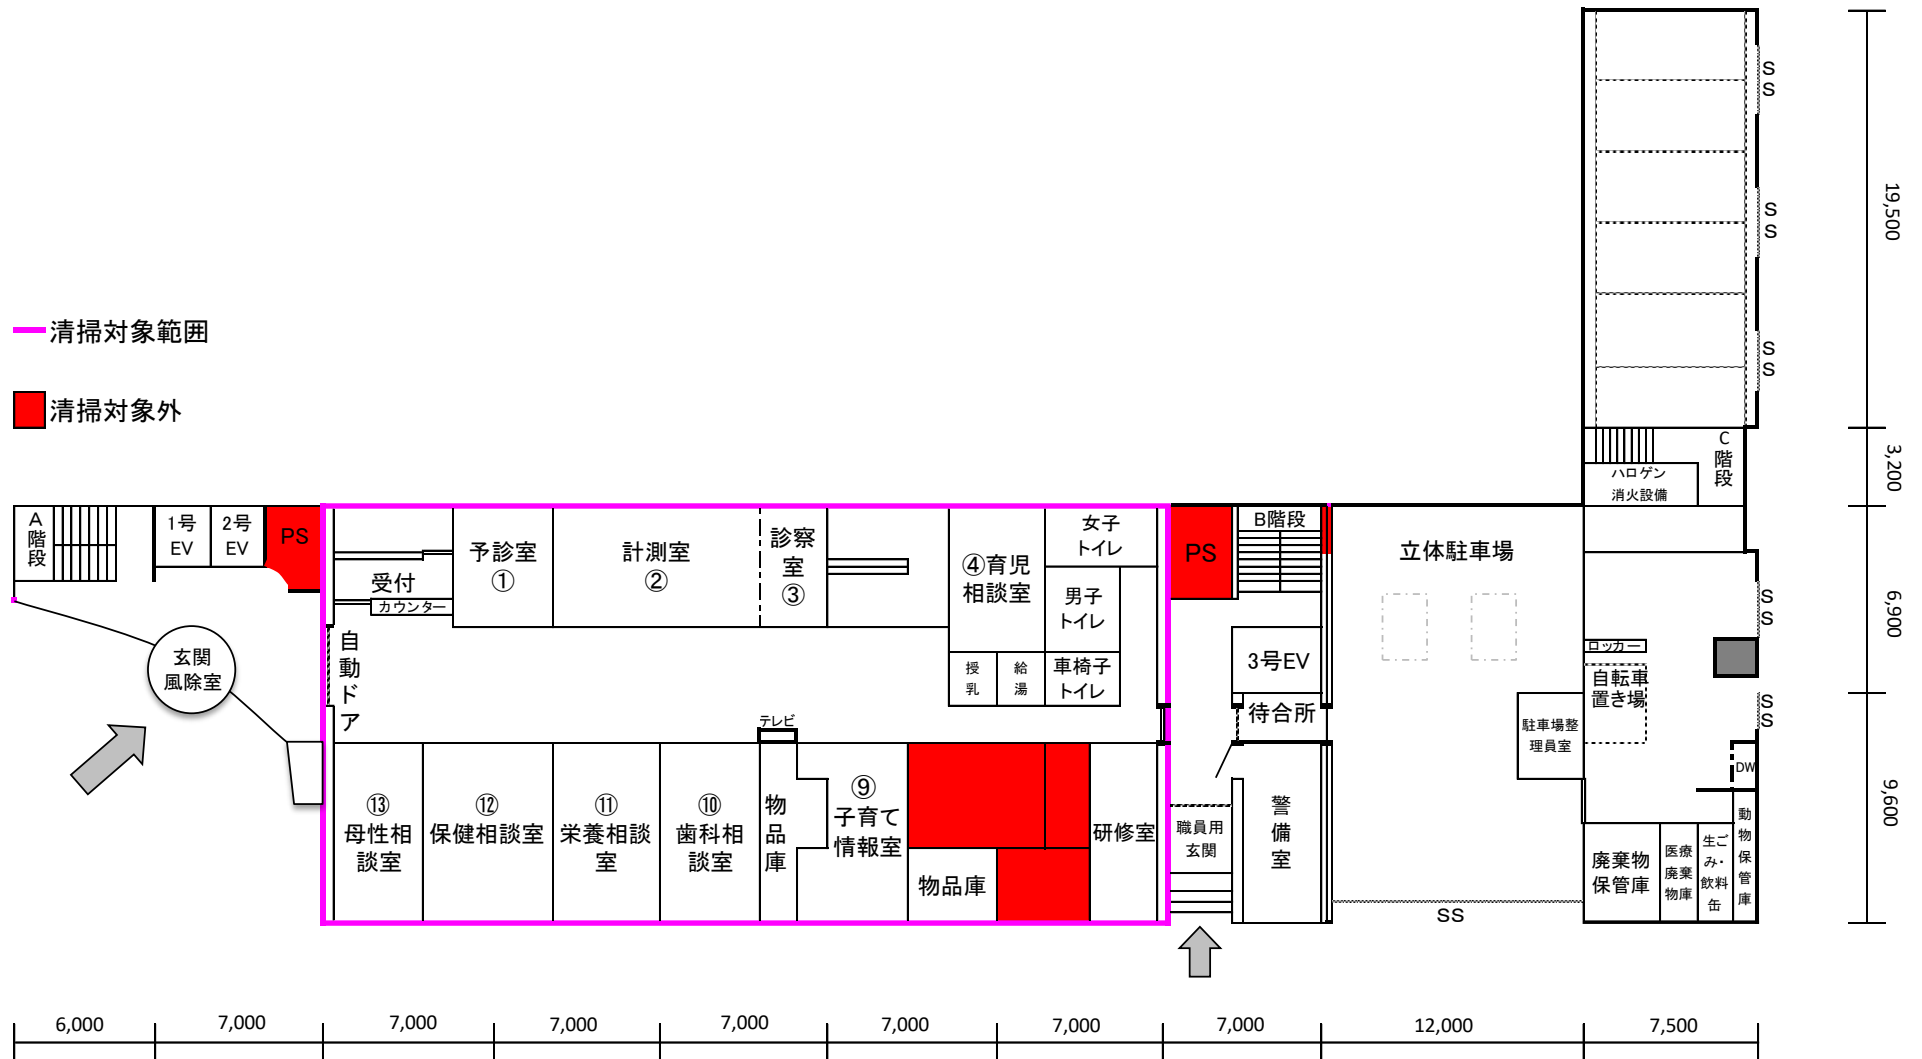 清掃対象範囲
清掃対象外
A
階
段
1号
EV
2号
EV
PS
玄関
風除室
受付
カウンター
自
動
ド
ア
予診室
①
計測室
②
診察
室
③
④育児
相談室
女子
トイレ
男子
トイレ
車椅子
トイレ
授
乳
給
湯
テレビ
⑬
母性相
談室
⑫
保健相談室
⑪
栄養相談
室
⑩
歯科相
談室
物
品
庫
⑨
子育て
情報室
物品庫
研修室
PS
B階段
3号EV
待合所
職員用
玄関
警
備
室
立体駐車場
SS
駐車場整
理員室
ハロゲン
消火設備
C
階
段
ロッカー
自転車
置き場
DW
廃棄物
保管庫
医療
廃棄
物庫
生ご
み・
飲料
缶
動
物
保
管
庫
S
S
S
S
S
S
S
S
S
S
19,500
3,200
6,900
9,600
6,000
7,000
7,000
7,000
7,000
7,000
7,000
7,000
12,000
7,500